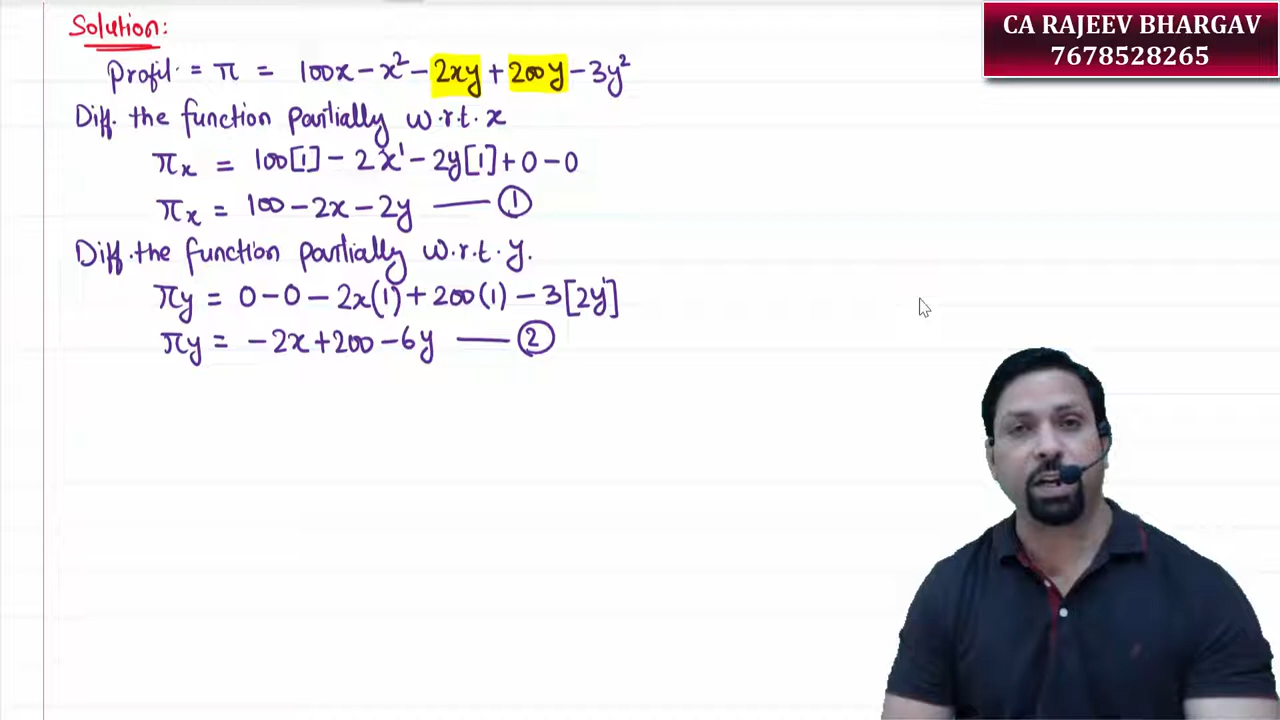 Solution:
CA RAJEEV BHARGAV
7678528265
Profit = π = 100x - x² - 2xy + 200y - 3y²
Diff. the function partially w.r.t. x
πx = 100[1] - 2x¹ - 2y[1] + 0 - 0
πx = 100 - 2x - 2y —— ①
Diff. the function partially w.r.t. y.
πy = 0 - 0 - 2x(1) + 200(1) - 3[2y¹]
πy = -2x + 200 - 6y —— ②